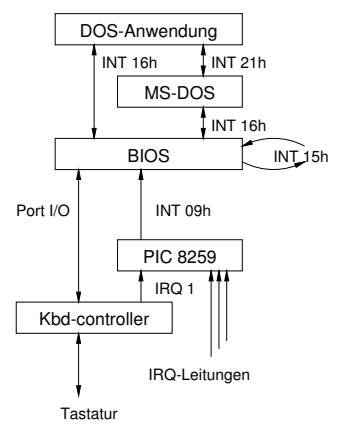 DOS-Anwendung
INT 16h
INT 21h
MS-DOS
INT 16h
BIOS
INT 15h
Port I/O
INT 09h
PIC 8259
IRQ 1
Kbd-controller
IRQ-Leitungen
Tastatur